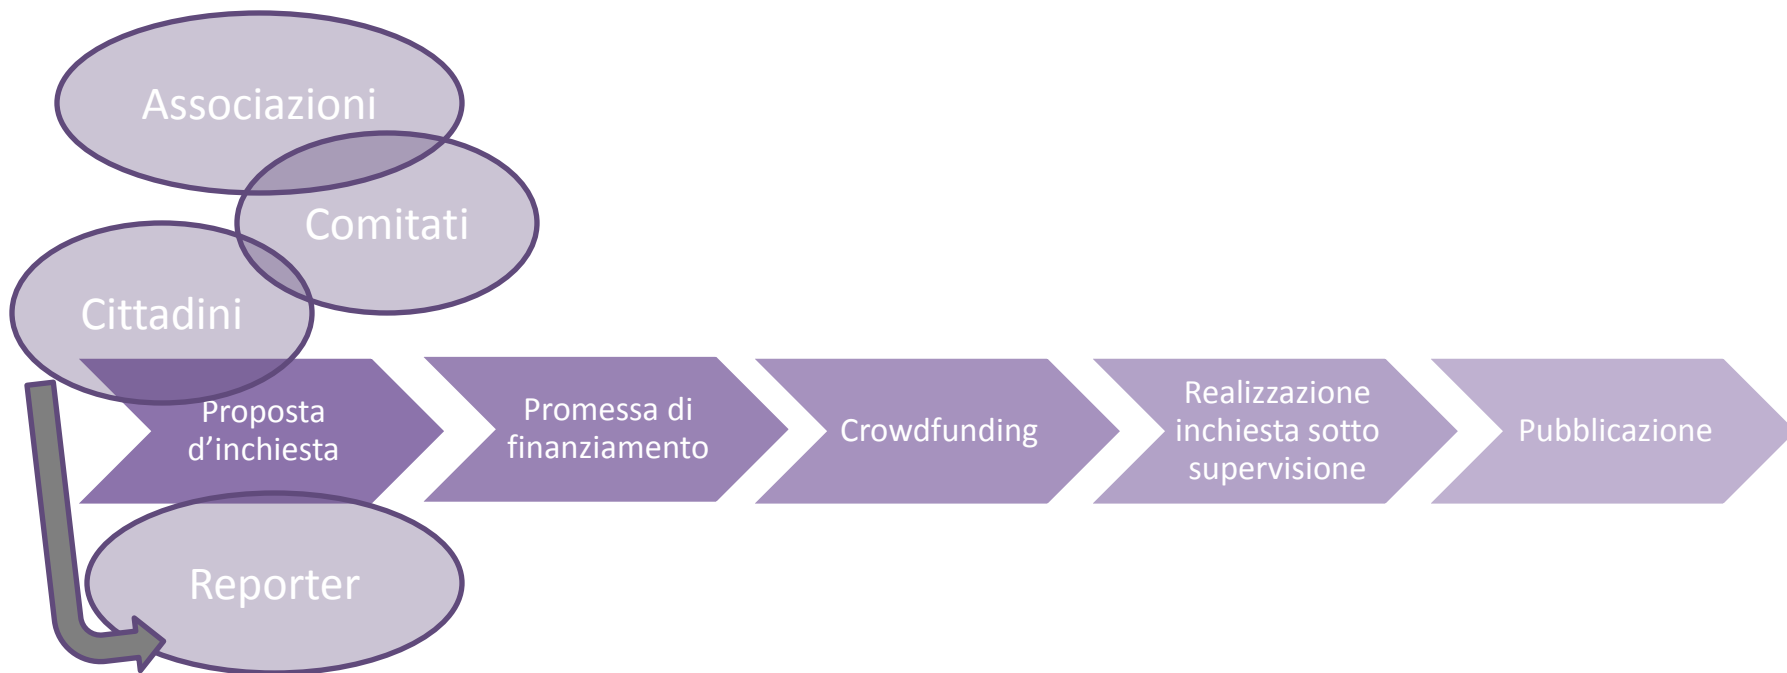 Associazioni
Comitati
Cittadini
Proposta
d’inchiesta
Promessa di
finanziamento
Crowdfunding
Realizzazione
inchiesta sotto
supervisione
Pubblicazione
Reporter